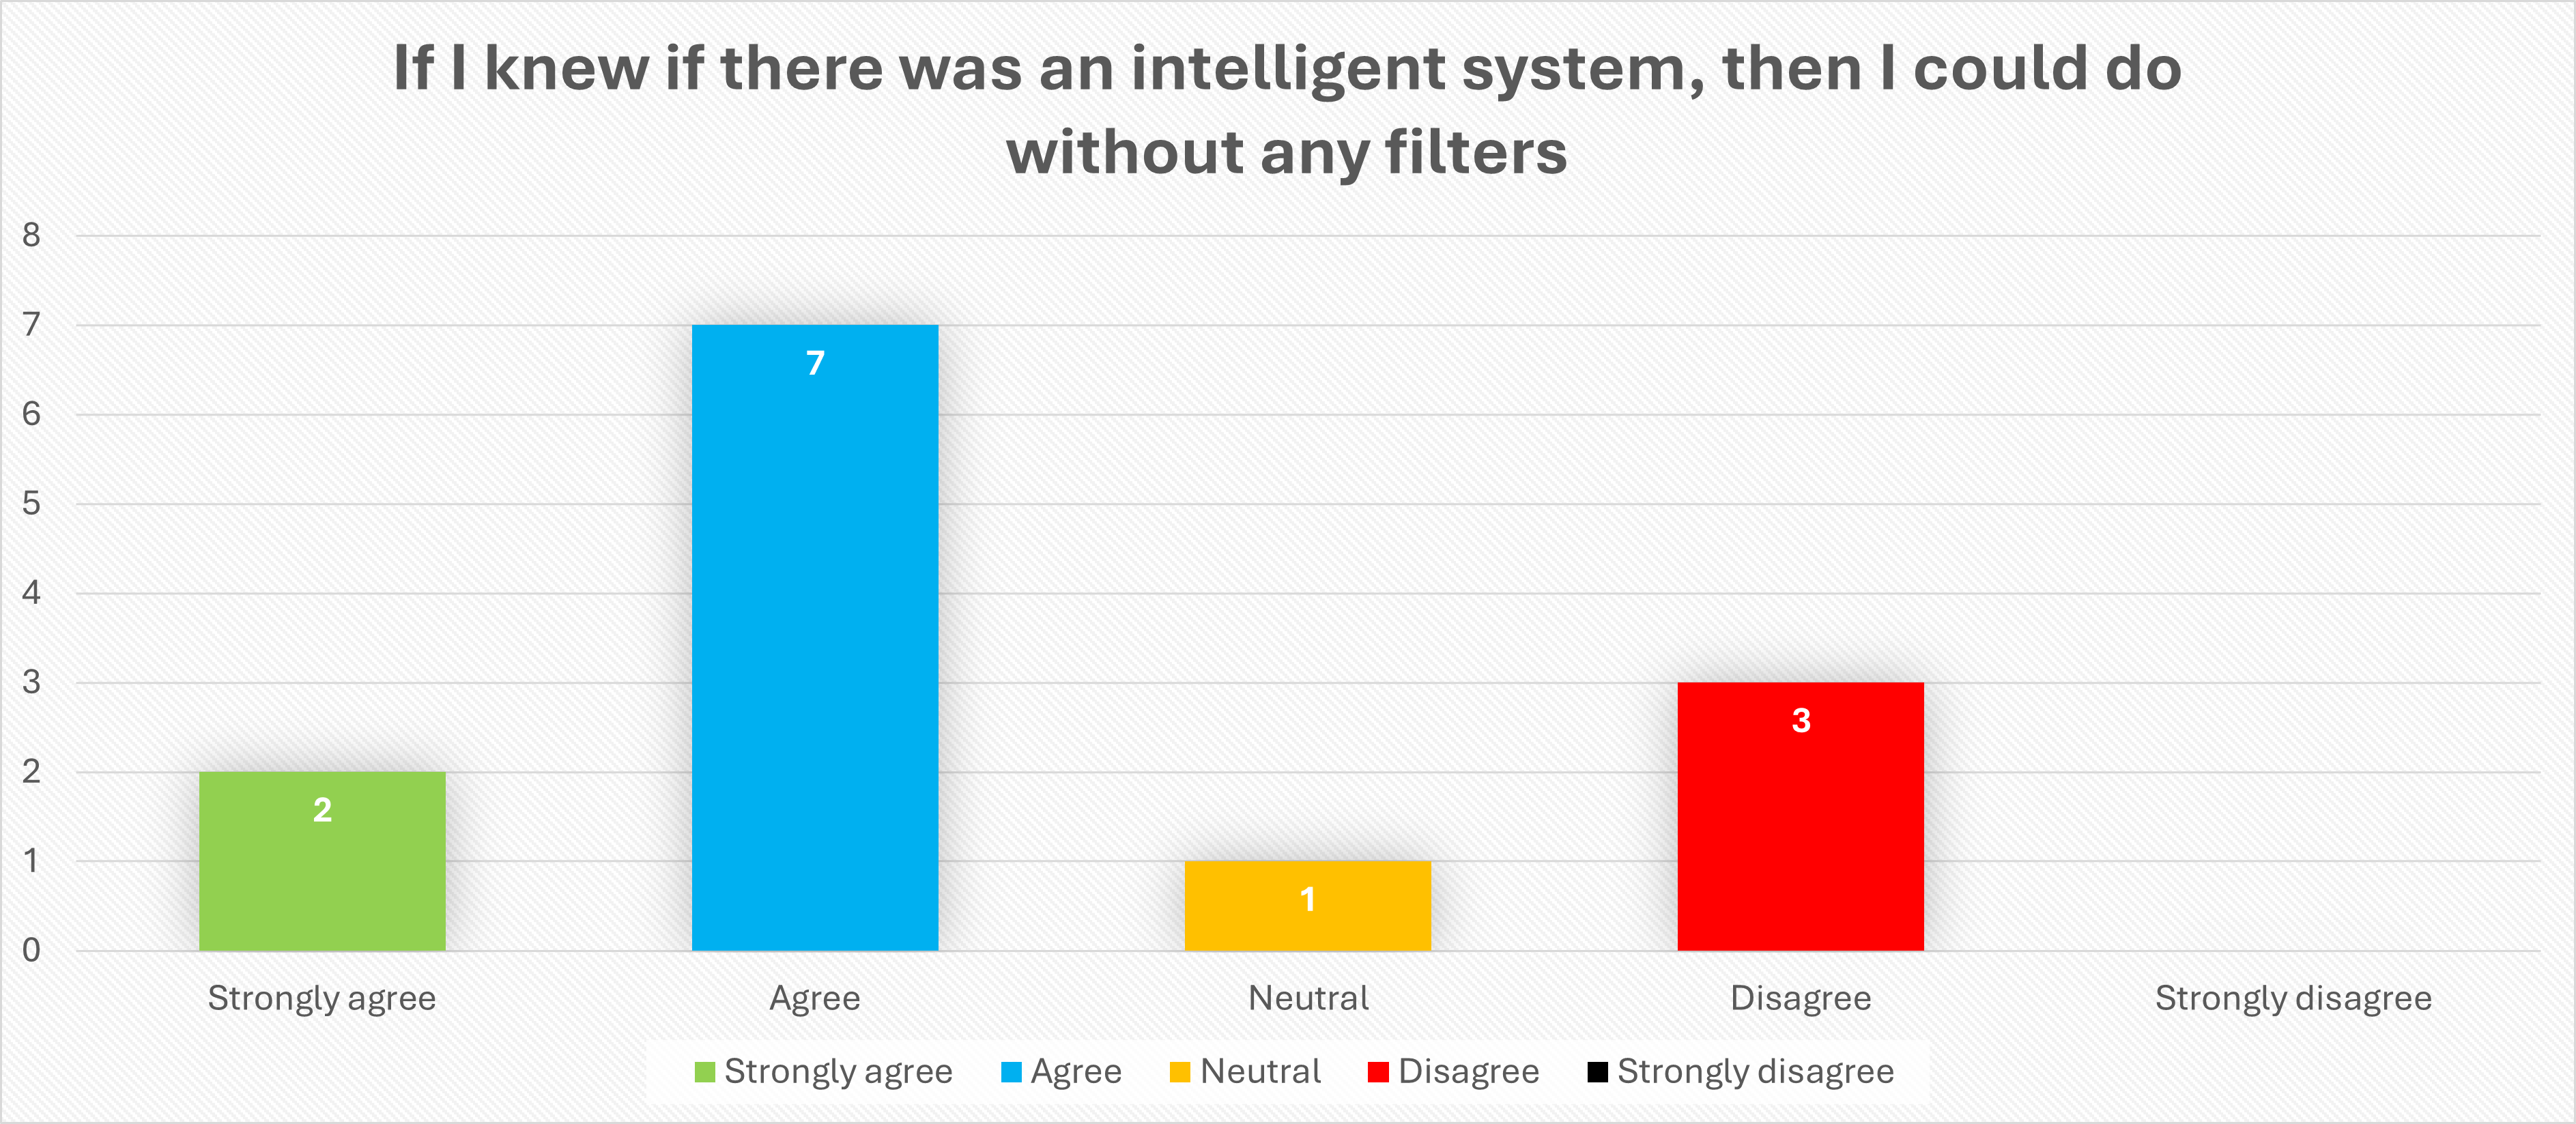 If I knew if there was an intelligent system, then I could do
without any filters
8
7
6
5
4
3
2
1
0
2
7
1
3
Strongly agree
Agree
Neutral
Disagree
Strongly disagree
Strongly agree
Agree
Neutral
Disagree
Strongly disagree